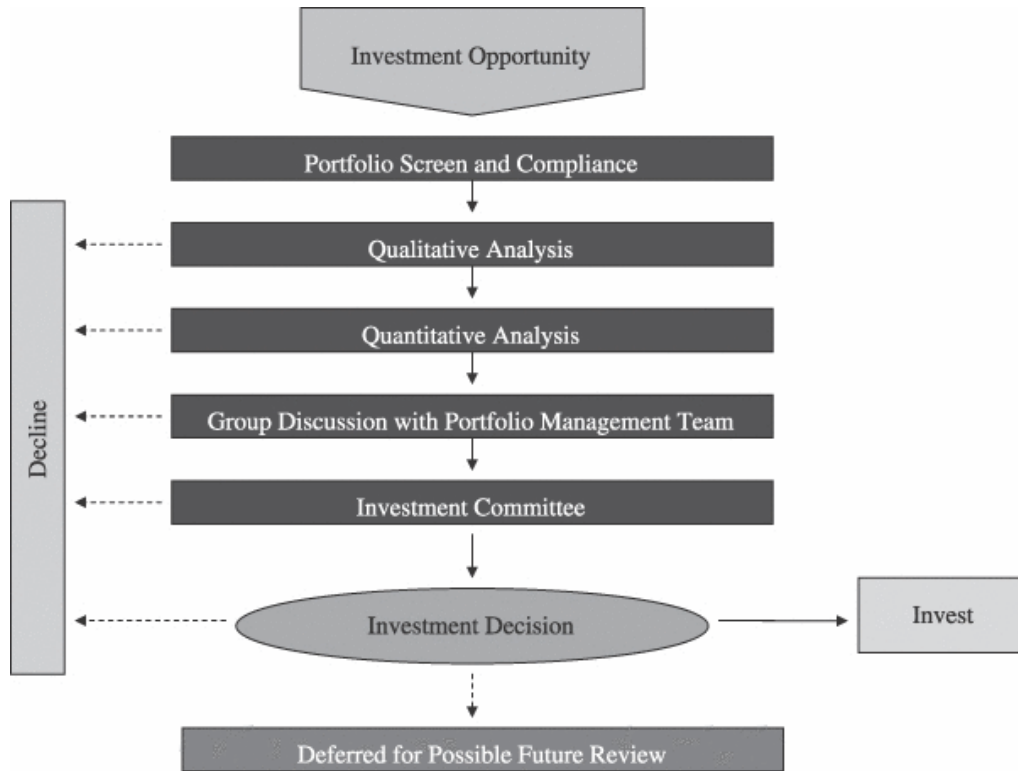 Investment Opportunity
Portfolio Screen and Compliance
Qualitative Analysis
Quantitative Analysis
Group Discussion with Portfolio Management Team
Investment Committee
Decline
Investment Decision
Invest
Deferred for Possible Future Review